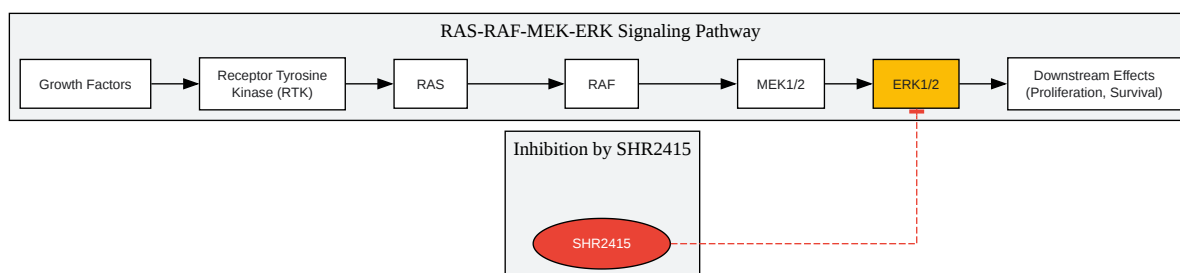 RAS-RAF-MEK-ERK Signaling Pathway
Growth Factors
Receptor Tyrosine
Kinase (RTK)
RAS
RAF
MEK1/2
ERK1/2
Downstream Effects
(Proliferation, Survival)
Inhibition by SHR2415
SHR2415